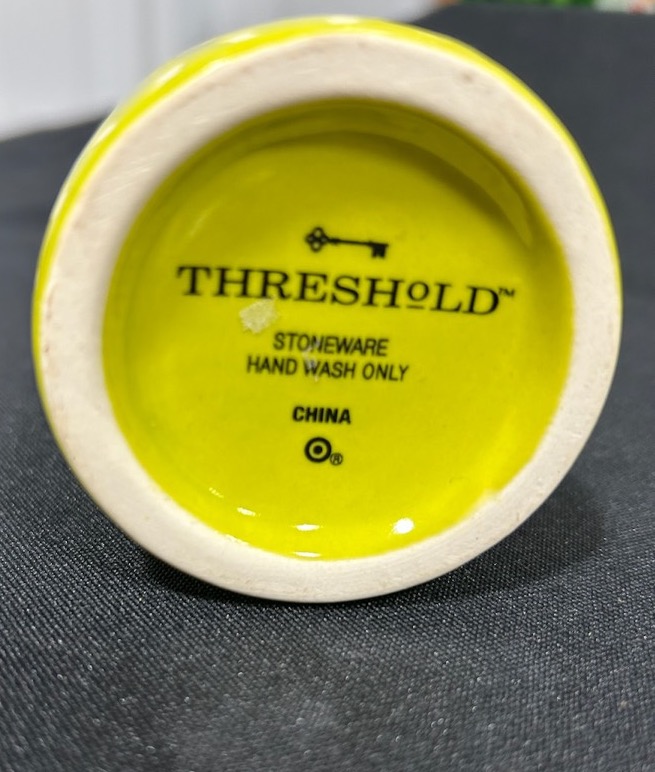 THRESHOLD™
STONEWARE
HAND WASH ONLY
CHINA
®